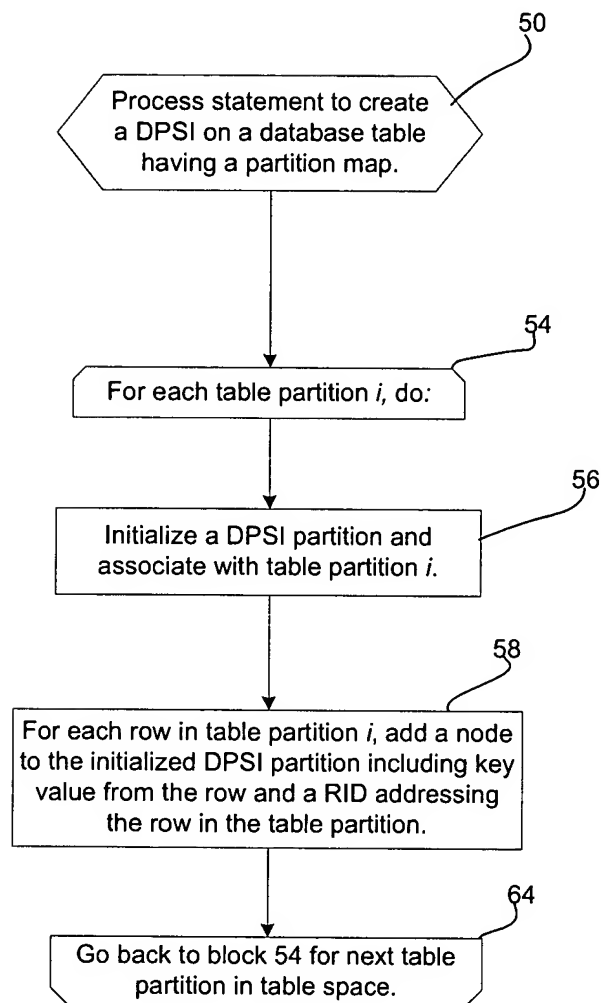 50
Process statement to create
a DPSI on a database table
having a partition map.
54
For each table partition i, do:
56
Initialize a DPSI partition and
associate with table partition i.
58
For each row in table partition i, add a node
to the initialized DPSI partition including key
value from the row and a RID addressing
the row in the table partition.
64
Go back to block 54 for next table
partition in table space.